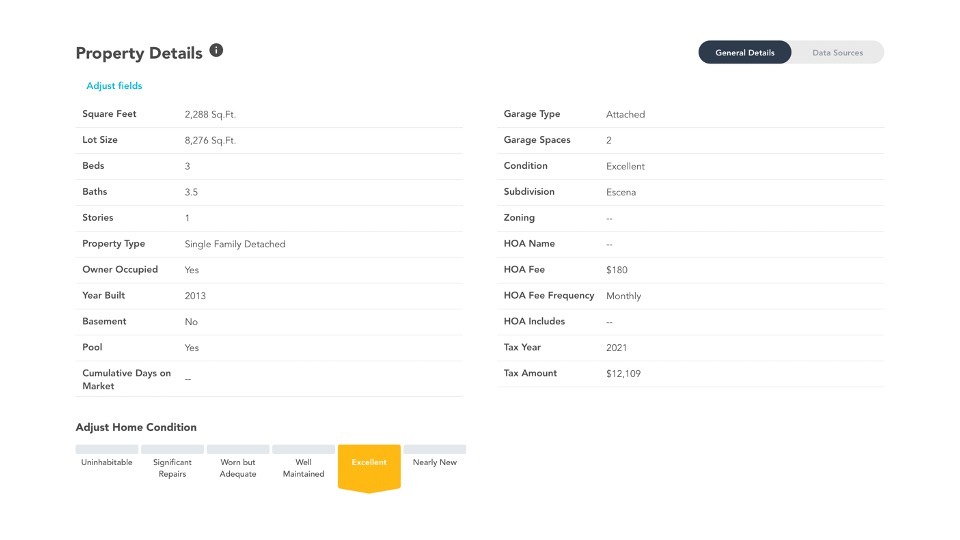 Property Details i
General Details
Data Sources
Adjust fields
Square Feet 2,288 Sq.Ft.
Lot Size 8,276 Sq.Ft.
Beds 3
Baths 3.5
Stories 1
Property Type Single Family Detached
Owner Occupied Yes
Year Built 2013
Basement No
Pool Yes
Cumulative Days on
Market --
Garage Type Attached
Garage Spaces 2
Condition Excellent
Subdivision Escena
Zoning --
HOA Name --
HOA Fee $180
HOA Fee Frequency Monthly
HOA Includes --
Tax Year 2021
Tax Amount $12,109
Adjust Home Condition
Uninhabitable
Significant
Repairs
Worn but
Adequate
Well
Maintained
Excellent
Nearly New